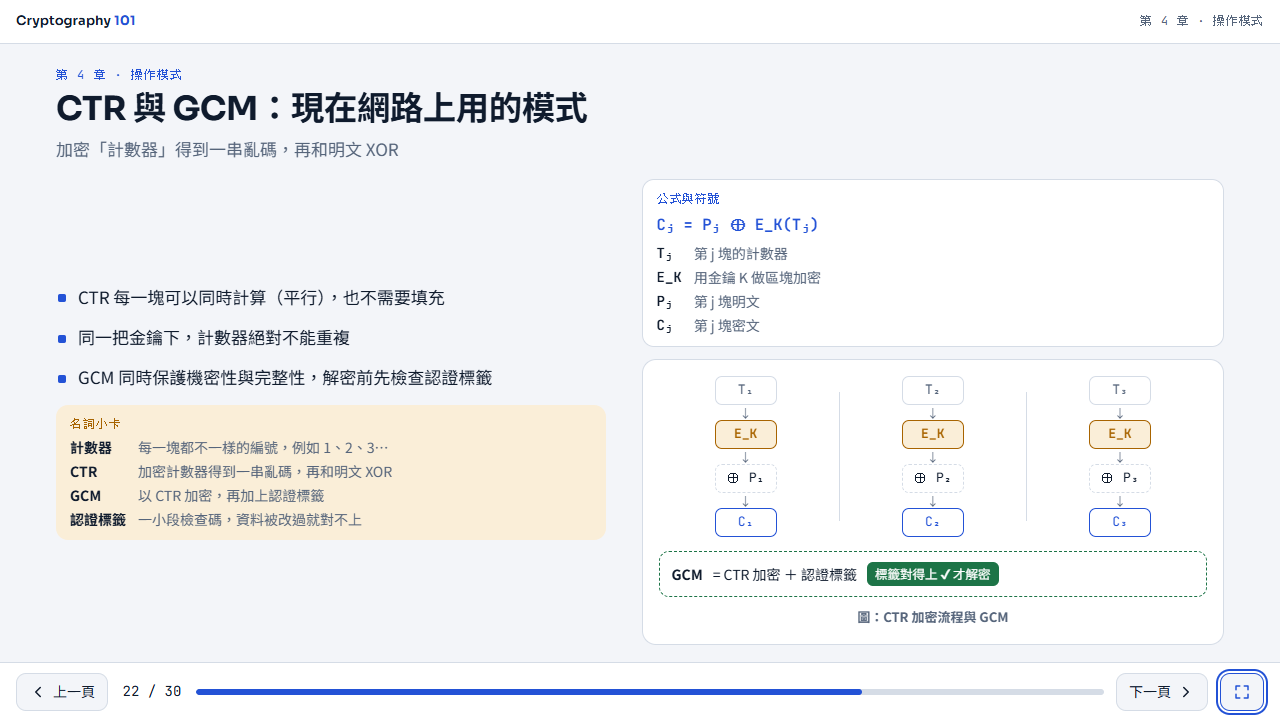 Cryptography 101
第 4 章 · 操作模式
第 4 章 · 操作模式
CTR 與 GCM：現在網路上用的模式
加密「計數器」得到一串亂碼，再和明文 XOR
CTR 每一塊可以同時計算（平行），也不需要填充
同一把金鑰下，計數器絕對不能重複
GCM 同時保護機密性與完整性，解密前先檢查認證標籤
名詞小卡
計數器 每一塊都不一樣的編號，例如 1、2、3…
CTR 加密計數器得到一串亂碼，再和明文 XOR
GCM 以 CTR 加密，再加上認證標籤
認證標籤 一小段檢查碼，資料被改過就對不上
公式與符號
Cⱼ = Pⱼ ⊕ E_K(Tⱼ)
Tⱼ 第 j 塊的計數器
E_K 用金鑰 K 做區塊加密
Pⱼ 第 j 塊明文
Cⱼ 第 j 塊密文
T₁ T₂ T₃
↓ ↓ ↓
E_K E_K E_K
↓ ↓ ↓
⊕ P₁ ⊕ P₂ ⊕ P₃
↓ ↓ ↓
C₁ C₂ C₃
GCM = CTR 加密 ＋ 認證標籤 標籤對得上 ✓ 才解密
圖：CTR 加密流程與 GCM
上一頁 22 / 30 下一頁